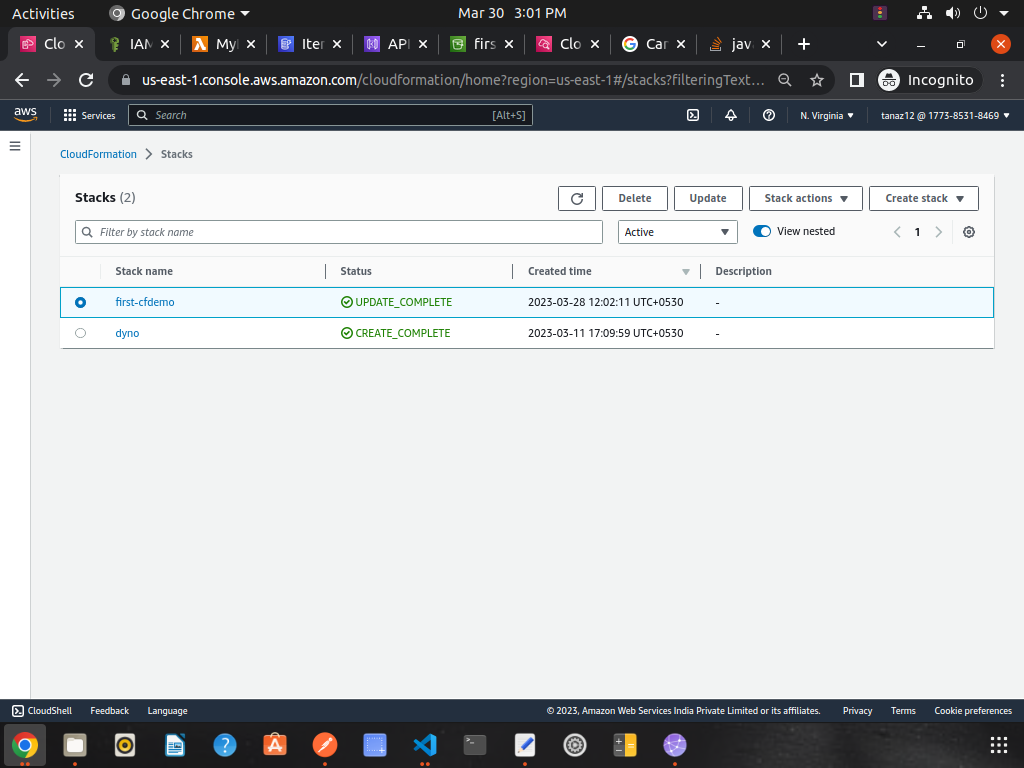 Activities Google Chrome Mar 30 3:01 PM
Clo IAM My Iter API firs Clo Car jav
us-east-1.console.aws.amazon.com/cloudformation/home?region=us-east-1#/stacks?filteringText... Incognito
aws Services Search [Alt+S] N. Virginia tanaz12 @ 1773-8531-8469
CloudFormation Stacks
Stacks (2) Delete Update Stack actions Create stack
Filter by stack name Active View nested 1
Stack name Status Created time Description
first-cfdemo UPDATE_COMPLETE 2023-03-28 12:02:11 UTC+0530 -
dyno CREATE_COMPLETE 2023-03-11 17:09:59 UTC+0530 -
CloudShell Feedback Language © 2023, Amazon Web Services India Private Limited or its affiliates. Privacy Terms Cookie preferences